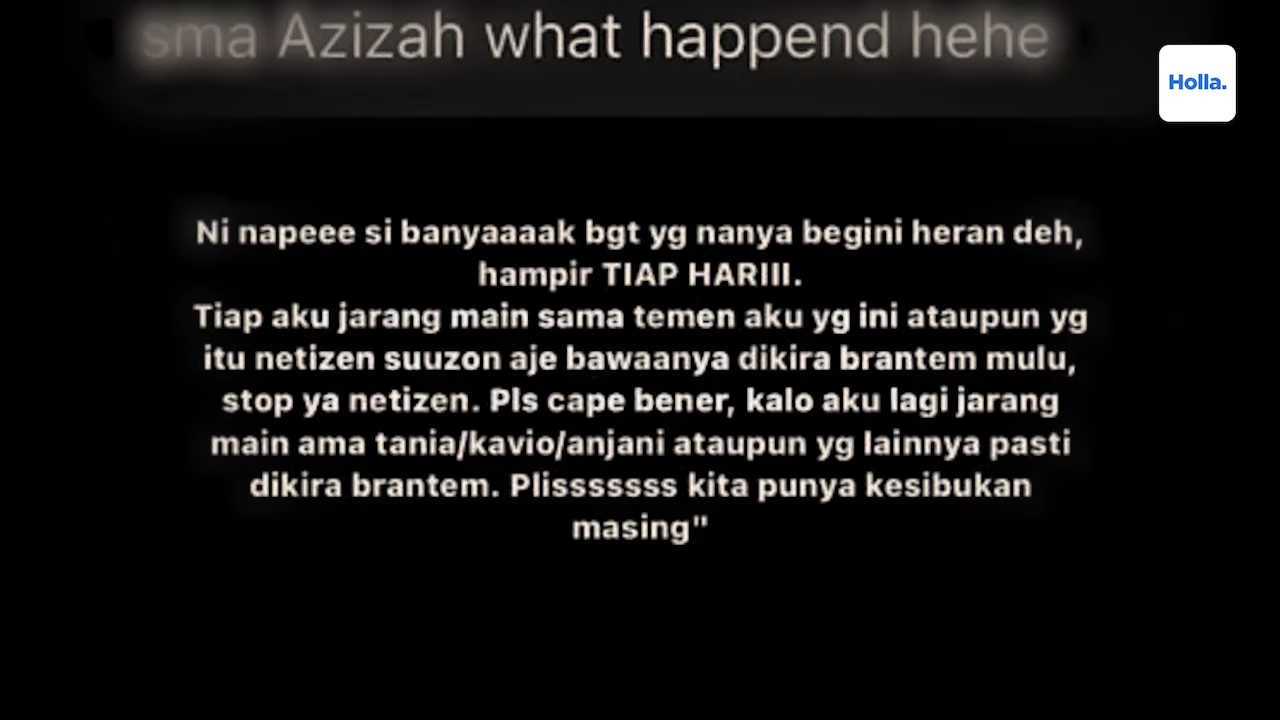 sma Azizah what happend hehe
Holla.
Ni napeee si banyaaaak bgt yg nanya begini heran deh,
hampir TIAP HARIII.
Tiap aku jarang main sama temen aku yg ini ataupun yg
itu netizen suuzon aje bawaanya dikira brantem mulu,
stop ya netizen. Pls cape bener, kalo aku lagi jarang
main ama tania/kavio/anjani ataupun yg lainnya pasti
dikira brantem. Plisssssss kita punya kesibukan
masing"